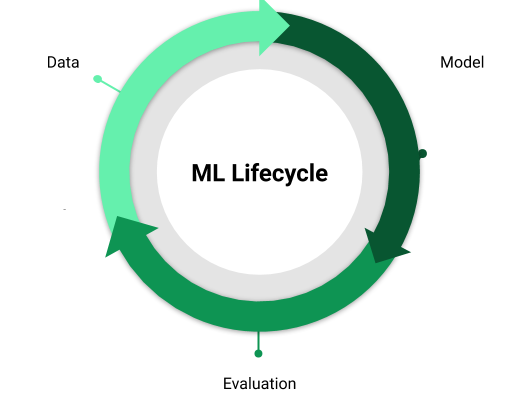 Data
Model
ML Lifecycle
Evaluation